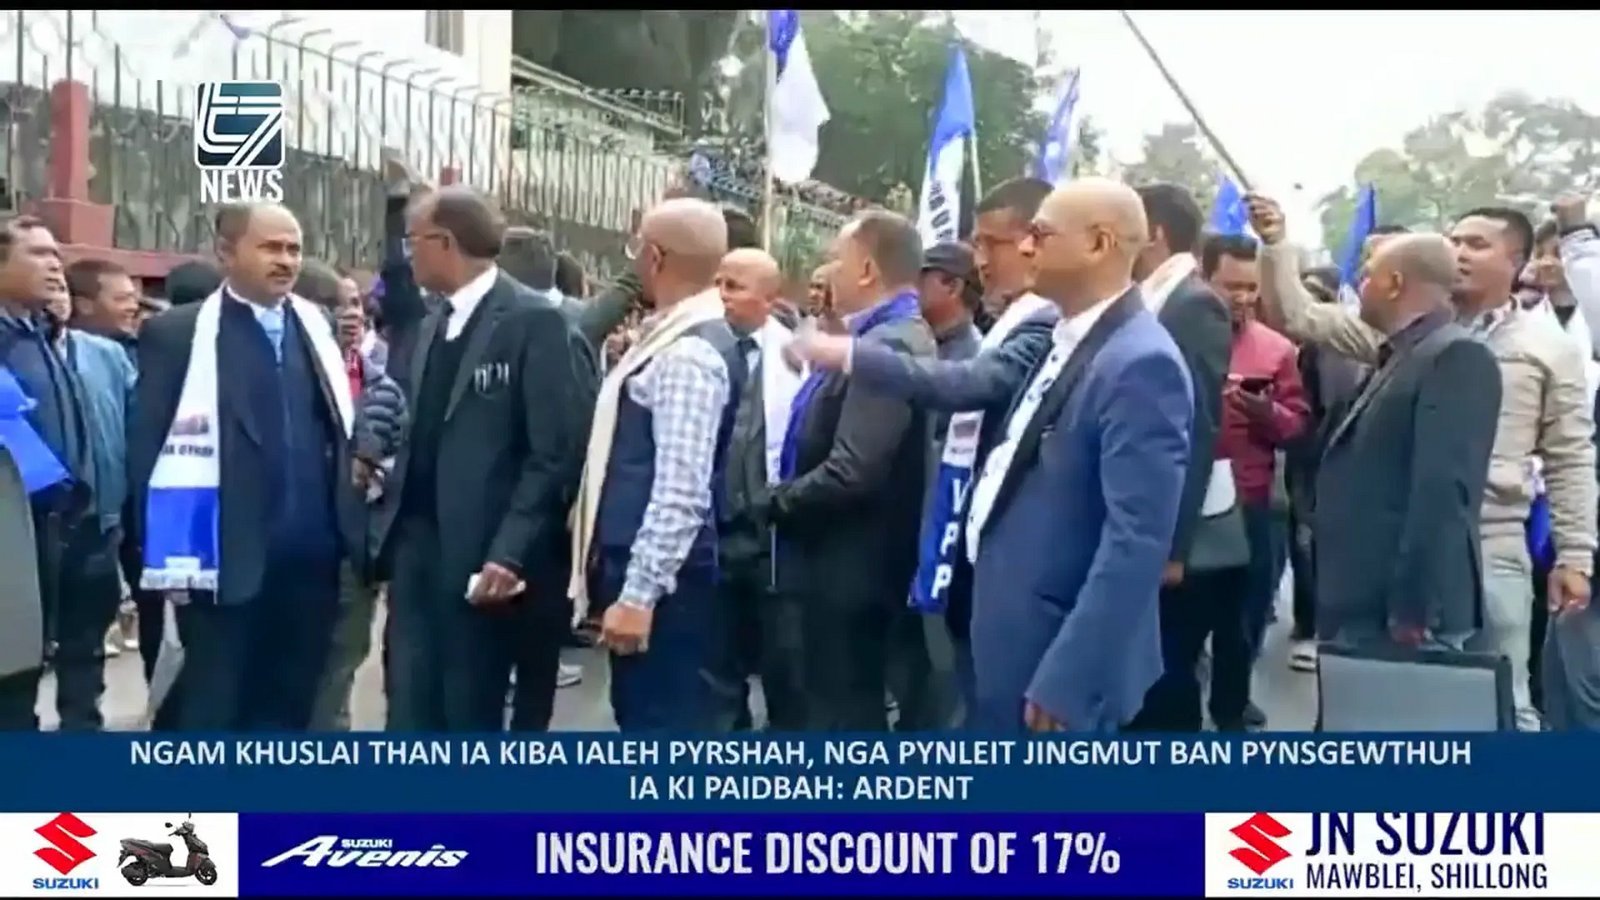 T7
NEWS
VPP
NGAM KHUSLAI THAN IA KIBA IALEH PYRSHAH, NGA PYNLEIT JINGMUT BAN PYNSGEWTHUH
IA KI PAIDBAH: ARDENT
SUZUKI
SUZUKI
Avenis
INSURANCE DISCOUNT OF 17%
SUZUKI
JN SUZUKI
MAWBLEI, SHILLONG